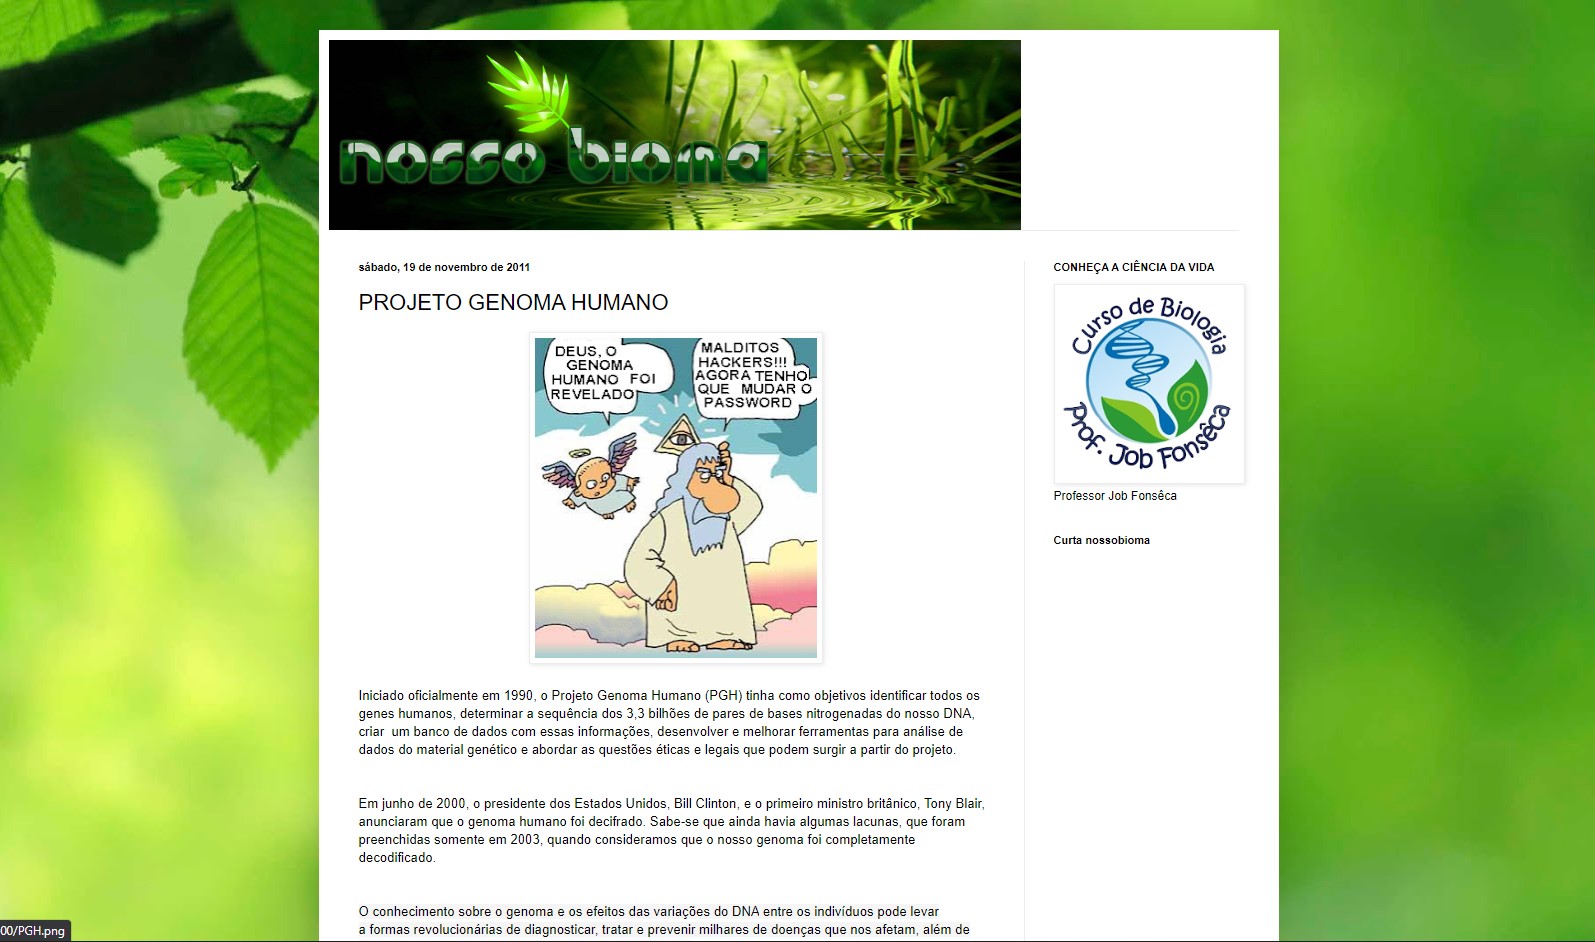 nosso bioma
sábado, 19 de novembro de 2011
PROJETO GENOMA HUMANO
DEUS, O
GENOMA
HUMANO FOI
REVELADO
MALDITOS
HACKERS!!!
AGORA TENHO
QUE MUDAR O
PASSWORD
Iniciado oficialmente em 1990, o Projeto Genoma Humano (PGH) tinha como objetivos identificar todos os
genes humanos, determinar a sequência dos 3,3 bilhões de pares de bases nitrogenadas do nosso DNA,
criar um banco de dados com essas informações, desenvolver e melhorar ferramentas para análise de
dados do material genético e abordar as questões éticas e legais que podem surgir a partir do projeto.
Em junho de 2000, o presidente dos Estados Unidos, Bill Clinton, e o primeiro ministro britânico, Tony Blair,
anunciaram que o genoma humano foi decifrado. Sabe-se que ainda havia algumas lacunas, que foram
preenchidas somente em 2003, quando consideramos que o nosso genoma foi completamente
decodificado.
O conhecimento sobre o genoma e os efeitos das variações do DNA entre os indivíduos pode levar
a formas revolucionárias de diagnosticar, tratar e prevenir milhares de doenças que nos afetam, além de
CONHEÇA A CIÊNCIA DA VIDA
Curso de Biologia
Prof. Job Fonsêca
Professor Job Fonsêca
Curta nossobioma
00/PGH.png